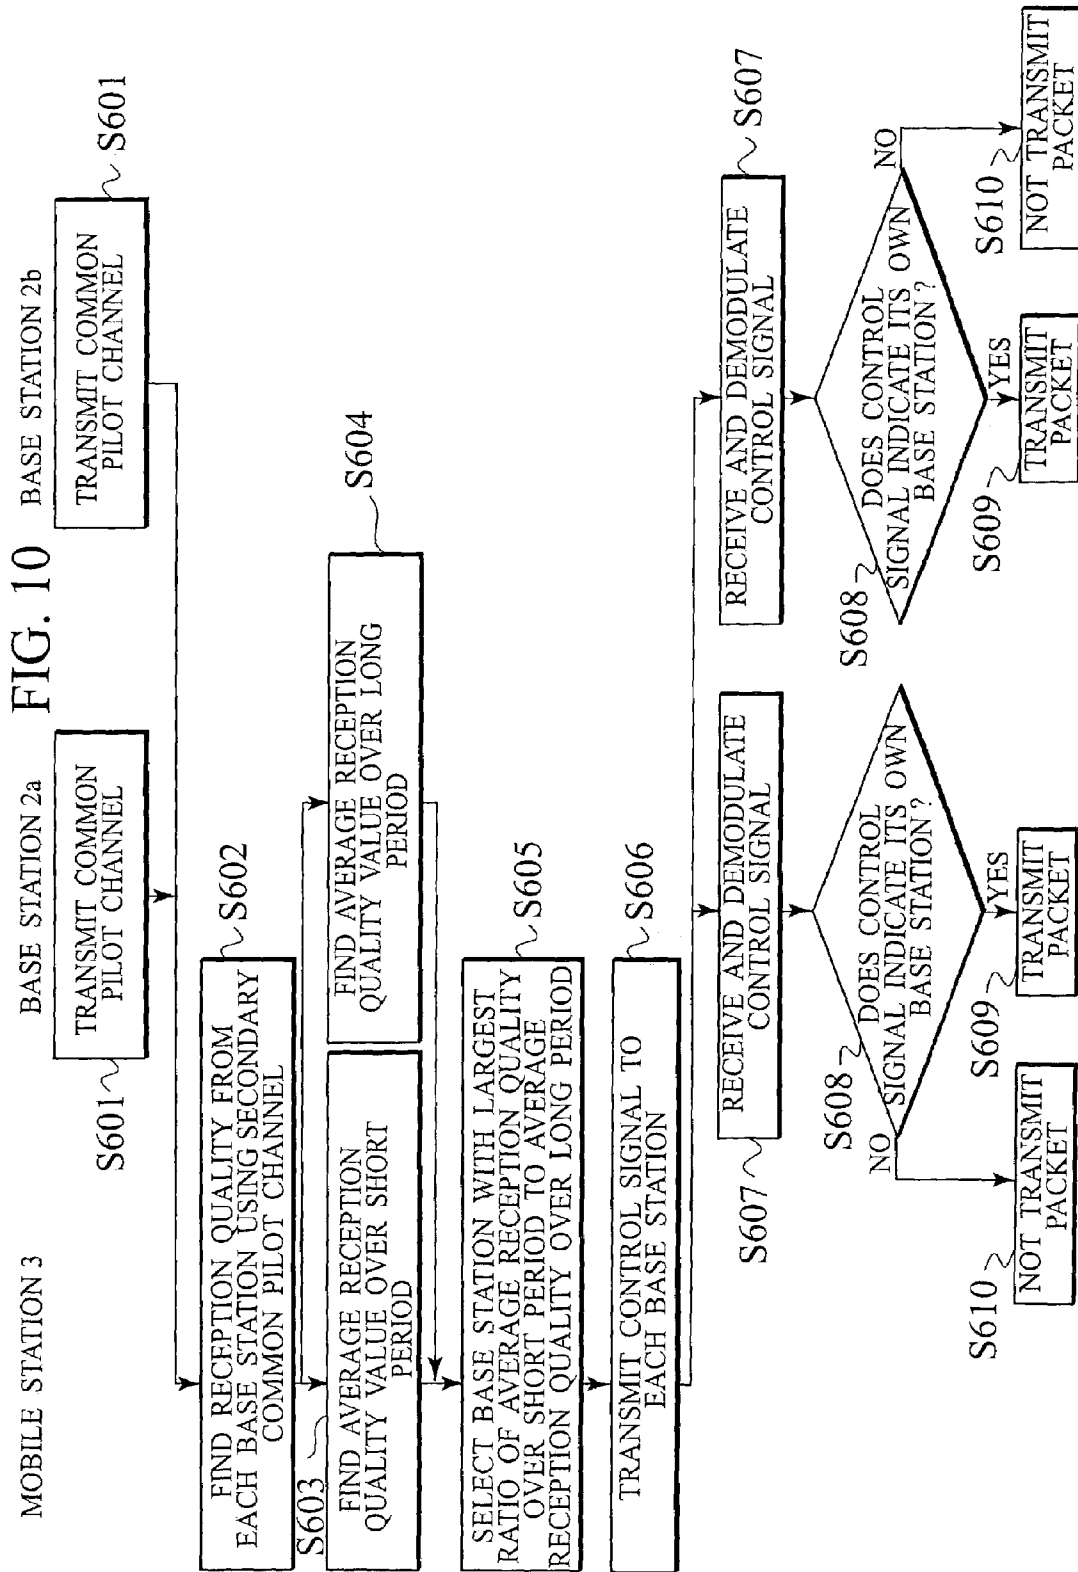 FIG. 10
MOBILE STATION 3
BASE STATION 2a
BASE STATION 2b
S601
TRANSMIT COMMON
PILOT CHANNEL
TRANSMIT COMMON
PILOT CHANNEL
S601
FIND RECEPTION QUALITY FROM
EACH BASE STATION USING SECONDARY
COMMON PILOT CHANNEL
S602
S603
FIND AVERAGE RECEPTION
QUALITY VALUE OVER SHORT
PERIOD
FIND AVERAGE RECEPTION
QUALITY VALUE OVER LONG
PERIOD
S604
SELECT BASE STATION WITH LARGEST
RATIO OF AVERAGE RECEPTION QUALITY
OVER SHORT PERIOD TO AVERAGE
RECEPTION QUALITY OVER LONG PERIOD
S605
TRANSMIT CONTROL SIGNAL TO
EACH BASE STATION
S606
S607
RECEIVE AND DEMODULATE
CONTROL SIGNAL
RECEIVE AND DEMODULATE
CONTROL SIGNAL
S607
S608
DOES CONTROL
SIGNAL INDICATE ITS OWN
BASE STATION?
NO
YES
S608
DOES CONTROL
SIGNAL INDICATE ITS OWN
BASE STATION?
YES
NO
S610
NOT TRANSMIT
PACKET
S609
TRANSMIT
PACKET
S609
TRANSMIT
PACKET
S610
NOT TRANSMIT
PACKET